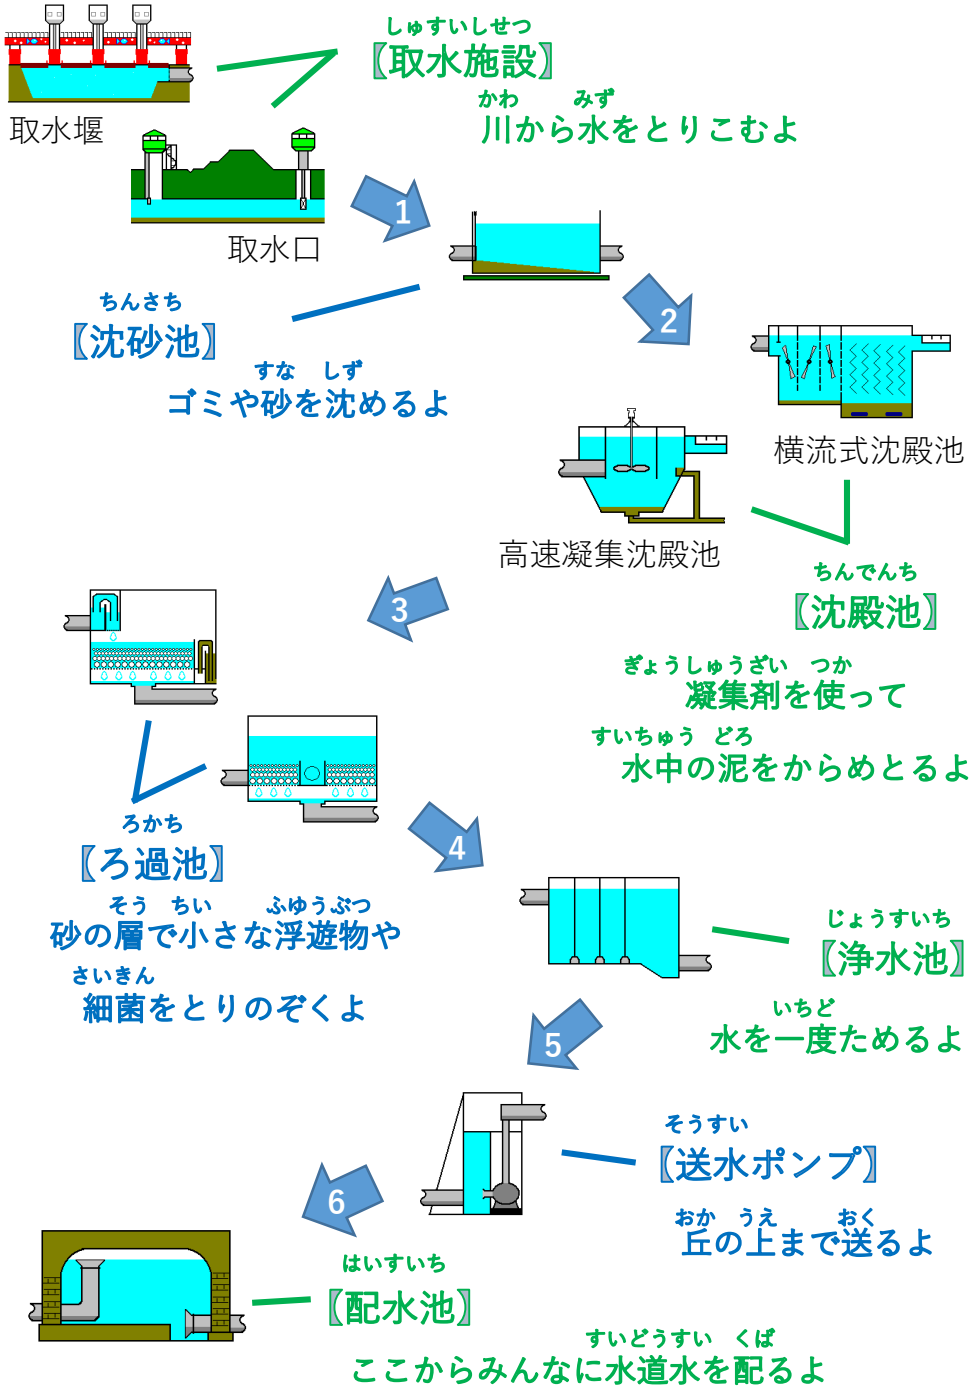 しゅすいしせつ
【取水施設】
かわ みず
川から水をとりこむよ
取水堰
取水口
1
ちんさち
【沈砂池】
すな しず
ゴミや砂を沈めるよ
2
横流式沈殿池
高速凝集沈殿池
ちんでんち
【沈殿池】
ぎょうしゅうざい つか
凝集剤を使って
すいちゅう どろ
水中の泥をからめとるよ
3
ろかち
【ろ過池】
そう ちい ふゆうぶつ
砂の層で小さな浮遊物や
さいきん
細菌をとりのぞくよ
4
じょうすいち
【浄水池】
いちど
水を一度ためるよ
5
そうすい
【送水ポンプ】
おか うえ おく
丘の上まで送るよ
6
はいすいち
【配水池】
すいどうすい くば
ここからみんなに水道水を配るよ